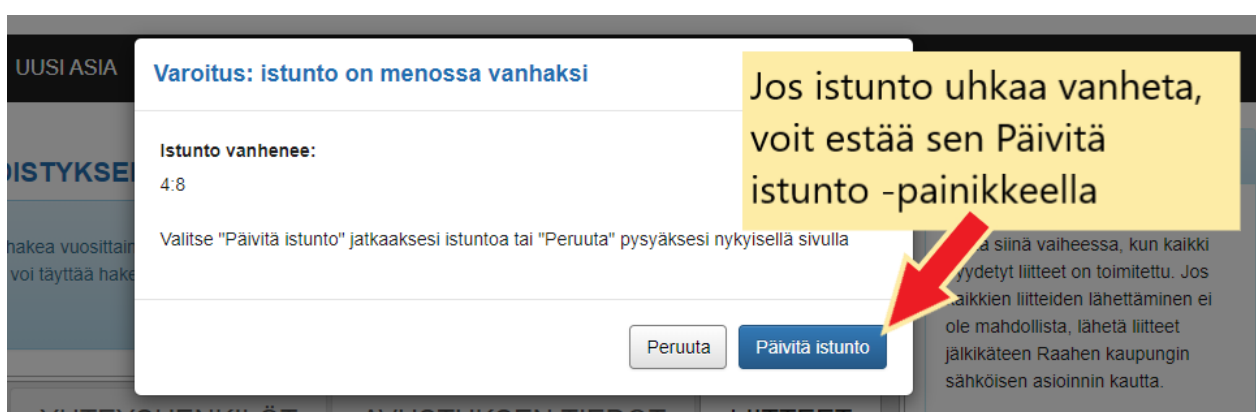 UUSI ASIA
Varoitus: istunto on menossa vanhaksi
Jos istunto uhkaa vanheta,
voit estää sen Päivitä
istunto -painikkeella
Istunto vanhenee:
4:8
Valitse "Päivitä istunto" jatkaaksesi istuntoa tai "Peruuta" pysyäksesi nykyisellä sivulla
Peruuta
Päivitä istunto
hakea vuosittain
voi täyttää hake
siinä vaiheessa, kun kaikki
liitteet on toimitettu. Jos
kaikkien liitteiden lähettäminen ei
ole mahdollista, lähetä liitteet
jälkikäteen Raahen kaupungin
sähköisen asioinnin kautta.